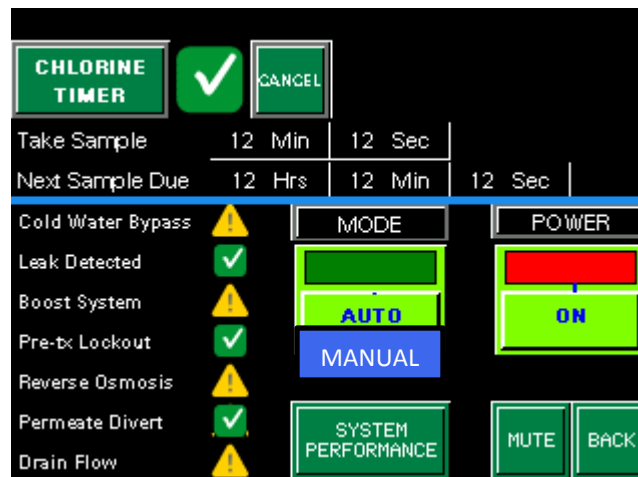 CHLORINE
TIMER
CANCEL
Take Sample 12 Min 12 Sec
Next Sample Due 12 Hrs 12 Min 12 Sec
Cold Water Bypass
MODE
POWER
Leak Detected
Boost System
AUTO
ON
Pre-tx Lockout
MANUAL
Reverse Osmosis
Permeate Divert
SYSTEM
PERFORMANCE
MUTE
BACK
Drain Flow